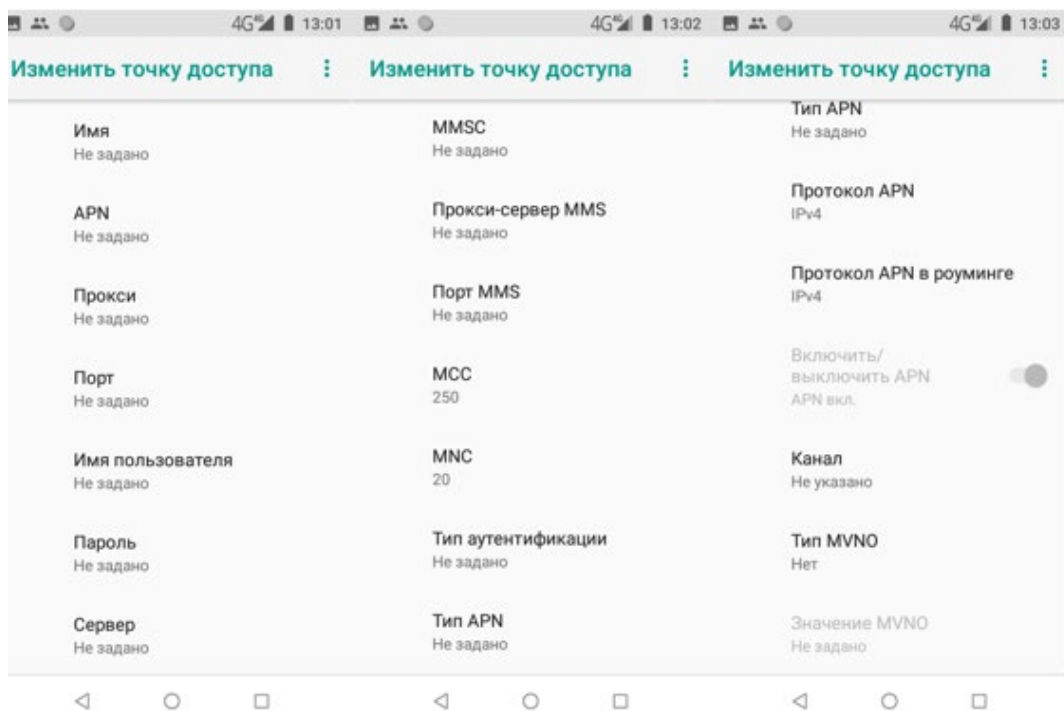 4G 13:01
Изменить точку доступа
Имя
Не задано
APN
Не задано
Прокси
Не задано
Порт
Не задано
Имя пользователя
Не задано
Пароль
Не задано
Сервер
Не задано
4G 13:02
Изменить точку доступа
MMSC
Не задано
Прокси-сервер MMS
Не задано
Порт MMS
Не задано
MCC
250
MNC
20
Тип аутентификации
Не задано
Тип APN
Не задано
4G 13:03
Изменить точку доступа
Тип APN
Не задано
Протокол APN
IPv4
Протокол APN в роуминге
IPv4
Включить/
выключить APN
APN вкл.
Канал
Не указано
Тип MVNO
Нет
Значение MVNO
Не задано